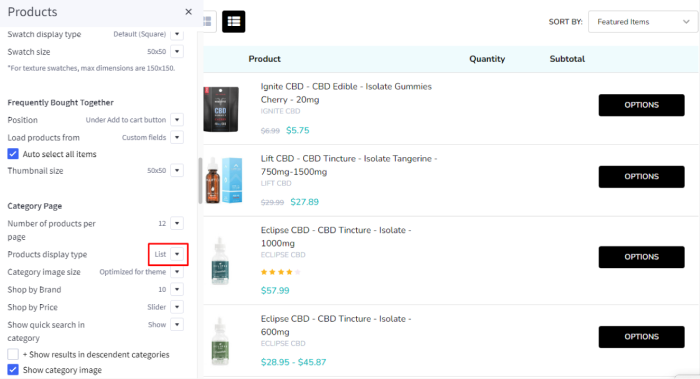 Products
×
Swatch display type Default (Square)
Swatch size 50x50
*For texture swatches, max dimensions are 150x150.
Frequently Bought Together
Position Under Add to cart button
Load products from Custom fields
Auto select all items
Thumbnail size 50x50
Category Page
Number of products per
page 12
Products display type List
Category image size Optimized for theme
Shop by Brand 10
Shop by Price Slider
Show quick search in
category Show
+ Show results in descendent categories
Show category image
SORT BY: Featured Items
Product Quantity Subtotal
Ignite CBD - CBD Edible - Isolate Gummies
Cherry - 20mg
IGNITE CBD
$6.99 $5.75
OPTIONS
Lift CBD - CBD Tincture - Isolate Tangerine -
750mg-1500mg
LIFT CBD
$29.99 $27.89
OPTIONS
Eclipse CBD - CBD Tincture - Isolate -
1000mg
ECLIPSE CBD
$57.99
OPTIONS
Eclipse CBD - CBD Tincture - Isolate -
600mg
ECLIPSE CBD
$28.95 - $45.87
OPTIONS
CBD